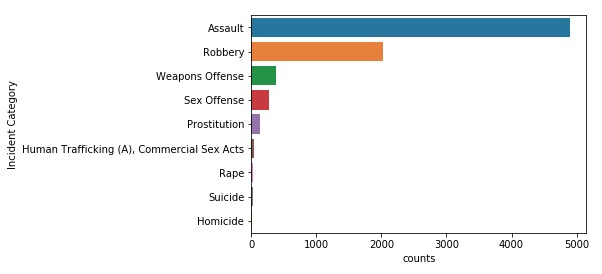 Assault
Robbery
Weapons Offense
Sex Offense
Prostitution
Human Trafficking (A), Commercial Sex Acts
Rape
Suicide
Homicide
Incident Category
0 1000 2000 3000 4000 5000
counts